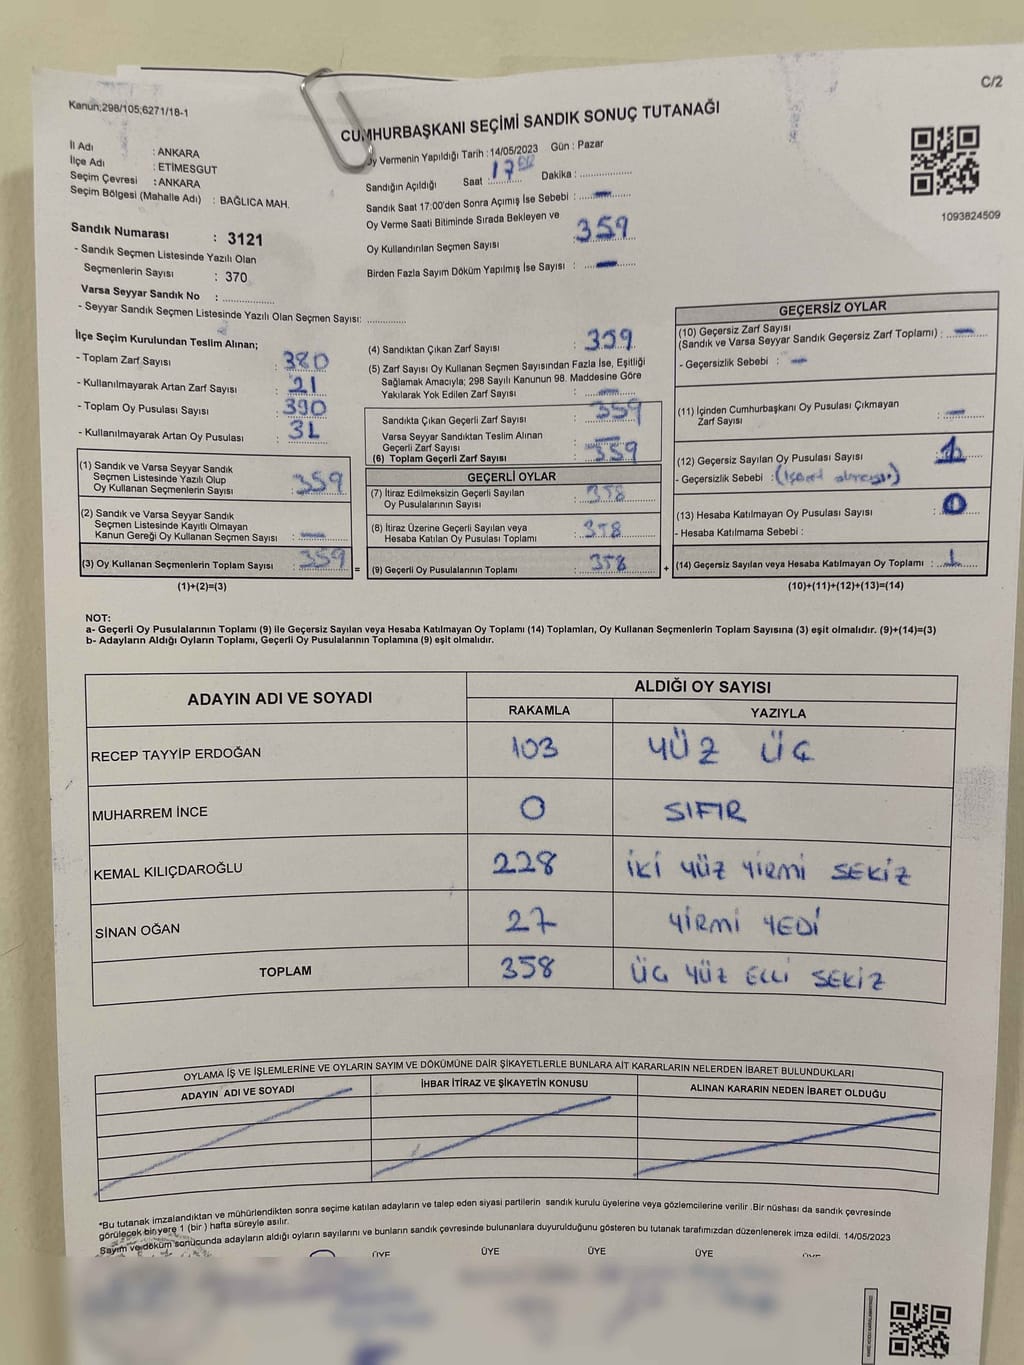 C/2
Kanun;298/105;6271/18-1
CUMHURBAŞKANI SEÇİMİ SANDIK SONUÇ TUTANAĞI
İl Adı : ANKARA
İlçe Adı : ETİMESGUT
Seçim Çevresi : ANKARA
Seçim Bölgesi (Mahalle Adı) : BAĞLICA MAH.
Oy Vermenin Yapıldığı Tarih : 14/05/2023 Gün : Pazar
Sandığın Açıldığı Saat : 17 00 Dakika :
Sandık Saat 17:00'den Sonra Açımış İse Sebebi : —
Oy Verme Saati Bitiminde Sırada Bekleyen ve
Oy Kullandırılan Seçmen Sayısı : 359
Birden Fazla Sayım Döküm Yapılmış İse Sayısı : —
1093824509
Sandık Numarası : 3121
- Sandık Seçmen Listesinde Yazılı Olan
Seçmenlerin Sayısı : 370
Varsa Seyyar Sandık No :
- Seyyar Sandık Seçmen Listesinde Yazılı Olan Seçmen Sayısı:
İlçe Seçim Kurulundan Teslim Alınan;
- Toplam Zarf Sayısı : 380
- Kullanılmayarak Artan Zarf Sayısı : 21
- Toplam Oy Pusulası Sayısı : 390
- Kullanılmayarak Artan Oy Pusulası : 31
(1) Sandık ve Varsa Seyyar Sandık
Seçmen Listesinde Yazılı Olup
Oy Kullanan Seçmenlerin Sayısı : 359
(2) Sandık ve Varsa Seyyar Sandık
Seçmen Listesinde Kayıtlı Olmayan
Kanun Gereği Oy Kullanan Seçmen Sayısı : —
(3) Oy Kullanan Seçmenlerin Toplam Sayısı : 359
(1)+(2)=(3)
(4) Sandıktan Çıkan Zarf Sayısı : 359
(5) Zarf Sayısı Oy Kullanan Seçmen Sayısından Fazla İse, Eşitliği
Sağlamak Amacıyla; 298 Sayılı Kanunun 98. Maddesine Göre
Yakılarak Yok Edilen Zarf Sayısı : —
Sandıkta Çıkan Geçerli Zarf Sayısı : 359
Varsa Seyyar Sandıktan Teslim Alınan
Geçerli Zarf Sayısı : —
(6) Toplam Geçerli Zarf Sayısı : 359
GEÇERLİ OYLAR
(7) İtiraz Edilmeksizin Geçerli Sayılan
Oy Pusulalarının Sayısı : 358
(8) İtiraz Üzerine Geçerli Sayılan veya
Hesaba Katılan Oy Pusulası Toplamı : 358
= (9) Geçerli Oy Pusulalarının Toplamı : 358 +
GEÇERSİZ OYLAR
(10) Geçersiz Zarf Sayısı
(Sandık ve Varsa Seyyar Sandık Geçersiz Zarf Toplamı) : —
- Geçersizlik Sebebi : —
(11) İçinden Cumhurbaşkanı Oy Pusulası Çıkmayan
Zarf Sayısı : —
(12) Geçersiz Sayılan Oy Pusulası Sayısı : 1
- Geçersizlik Sebebi :
(13) Hesaba Katılmayan Oy Pusulası Sayısı : 0
- Hesaba Katılmama Sebebi :
(14) Geçersiz Sayılan veya Hesaba Katılmayan Oy Toplamı : 1
(10)+(11)+(12)+(13)=(14)
NOT:
a- Geçerli Oy Pusulalarının Toplamı (9) ile Geçersiz Sayılan veya Hesaba Katılmayan Oy Toplamı (14) Toplamları, Oy Kullanan Seçmenlerin Toplam Sayısına (3) eşit olmalıdır. (9)+(14)=(3)
b- Adayların Aldığı Oyların Toplamı, Geçerli Oy Pusulalarının Toplamına (9) eşit olmalıdır.
ADAYIN ADI VE SOYADI ALDIĞI OY SAYISI
RAKAMLA YAZIYLA
RECEP TAYYİP ERDOĞAN 103 YÜZ ÜÇ
MUHARREM İNCE 0 SIFIR
KEMAL KILIÇDAROĞLU 228 İKİ YÜZ YİRMİ SEKİZ
SİNAN OĞAN 27 YİRMİ YEDİ
TOPLAM 358 ÜÇ YÜZ ELLİ SEKİZ
OYLAMA İŞ VE İŞLEMLERİNE VE OYLARIN SAYIM VE DÖKÜMÜNE DAİR ŞİKAYETLERLE BUNLARA AİT KARARLARIN NELERDEN İBARET BULUNDUKLARI
ADAYIN ADI VE SOYADI İHBAR İTİRAZ VE ŞİKAYETİN KONUSU ALINAN KARARIN NEDEN İBARET OLDUĞU
*Bu tutanak imzalandıktan ve mühürlendikten sonra seçime katılan adayların ve talep eden siyasi partilerin sandık kurulu üyelerine veya gözlemcilerine verilir .Bir nüshası da sandık çevresinde
görülecek bir yere 1 (bir ) hafta süreyle asılır.
Sayım ve döküm sonucunda adayların aldığı oyların sayılarını ve bunların sandık çevresinde bulunanlara duyurulduğunu gösteren bu tutanak tarafımızdan düzenlenerek imza edildi. 14/05/2023
ÜYE ÜYE ÜYE ÜYE ÜYE